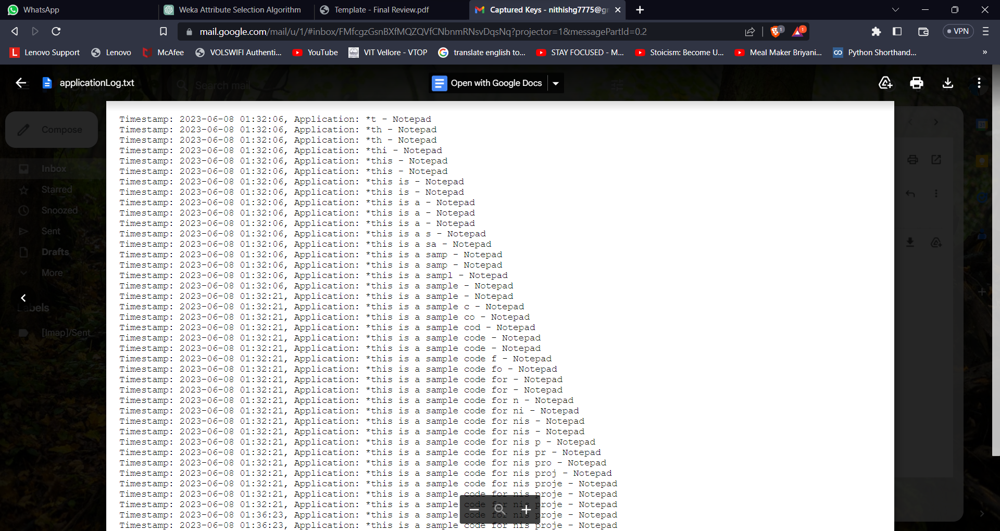 WhatsApp
Weka Attribute Selection Algorithm
Template - Final Review.pdf
Captured Keys - nithishg7775@gr
mail.google.com/mail/u/1/#inbox/FMfcgzGsnBXfMQZQVfCNbnmRNsvDqsNq?projector=1&messagePartId=0.2
1
1
VPN
Lenovo Support
Lenovo
McAfee
VOLSWIFI Authenti...
YouTube
VIT Vellore - VTOP
translate english to...
STAY FOCUSED - M...
Stoicism: Become U...
Meal Maker Briyani...
Python Shorthand...
»
applicationLog.txt
Search mail
Open with Google Docs
Compose
Inbox
Starred
Snoozed
Sent
Drafts
More
Labels
[Imap]/Sent
31
Timestamp: 2023-06-08 01:32:06, Application: *t - Notepad
Timestamp: 2023-06-08 01:32:06, Application: *th - Notepad
Timestamp: 2023-06-08 01:32:06, Application: *th - Notepad
Timestamp: 2023-06-08 01:32:06, Application: *thi - Notepad
Timestamp: 2023-06-08 01:32:06, Application: *this - Notepad
Timestamp: 2023-06-08 01:32:06, Application: *this - Notepad
Timestamp: 2023-06-08 01:32:06, Application: *this is - Notepad
Timestamp: 2023-06-08 01:32:06, Application: *this is - Notepad
Timestamp: 2023-06-08 01:32:06, Application: *this is a - Notepad
Timestamp: 2023-06-08 01:32:06, Application: *this is a - Notepad
Timestamp: 2023-06-08 01:32:06, Application: *this is a - Notepad
Timestamp: 2023-06-08 01:32:06, Application: *this is a s - Notepad
Timestamp: 2023-06-08 01:32:06, Application: *this is a sa - Notepad
Timestamp: 2023-06-08 01:32:06, Application: *this is a samp - Notepad
Timestamp: 2023-06-08 01:32:06, Application: *this is a samp - Notepad
Timestamp: 2023-06-08 01:32:06, Application: *this is a sampl - Notepad
Timestamp: 2023-06-08 01:32:06, Application: *this is a sample - Notepad
Timestamp: 2023-06-08 01:32:21, Application: *this is a sample - Notepad
Timestamp: 2023-06-08 01:32:21, Application: *this is a sample c - Notepad
Timestamp: 2023-06-08 01:32:21, Application: *this is a sample co - Notepad
Timestamp: 2023-06-08 01:32:21, Application: *this is a sample cod - Notepad
Timestamp: 2023-06-08 01:32:21, Application: *this is a sample code - Notepad
Timestamp: 2023-06-08 01:32:21, Application: *this is a sample code - Notepad
Timestamp: 2023-06-08 01:32:21, Application: *this is a sample code f - Notepad
Timestamp: 2023-06-08 01:32:21, Application: *this is a sample code fo - Notepad
Timestamp: 2023-06-08 01:32:21, Application: *this is a sample code for - Notepad
Timestamp: 2023-06-08 01:32:21, Application: *this is a sample code for - Notepad
Timestamp: 2023-06-08 01:32:21, Application: *this is a sample code for n - Notepad
Timestamp: 2023-06-08 01:32:21, Application: *this is a sample code for ni - Notepad
Timestamp: 2023-06-08 01:32:21, Application: *this is a sample code for nis - Notepad
Timestamp: 2023-06-08 01:32:21, Application: *this is a sample code for nis - Notepad
Timestamp: 2023-06-08 01:32:21, Application: *this is a sample code for nis p - Notepad
Timestamp: 2023-06-08 01:32:21, Application: *this is a sample code for nis pr - Notepad
Timestamp: 2023-06-08 01:32:21, Application: *this is a sample code for nis pro - Notepad
Timestamp: 2023-06-08 01:32:21, Application: *this is a sample code for nis proj - Notepad
Timestamp: 2023-06-08 01:32:21, Application: *this is a sample code for nis proje - Notepad
Timestamp: 2023-06-08 01:32:21, Application: *this is a sample code for nis proje - Notepad
Timestamp: 2023-06-08 01:32:21, Application: *this is a sample code for nis proje - Notepad
Timestamp: 2023-06-08 01:36:23, Application: *this is a sample code for nis proje - Notepad
Timestamp: 2023-06-08 01:36:23, Application: *this is a sample code for nis proje - Notepad